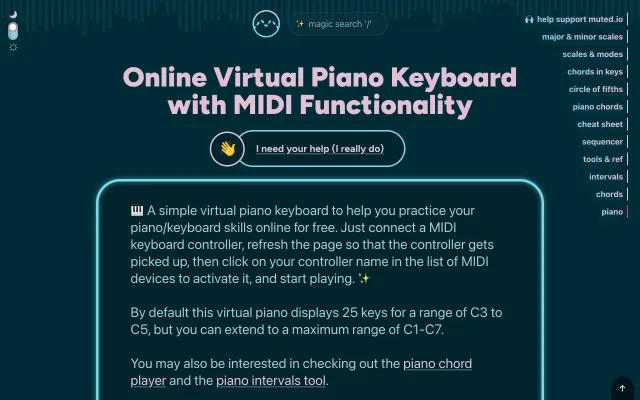 magic search '/'
help support muted.io
major & minor scales
scales & modes
chords in keys
circle of fifths
piano chords
cheat sheet
sequencer
tools & ref
intervals
chords
piano
Online Virtual Piano Keyboard
with MIDI Functionality
I need your help (I really do)
A simple virtual piano keyboard to help you practice your
piano/keyboard skills online for free. Just connect a MIDI
keyboard controller, refresh the page so that the controller gets
picked up, then click on your controller name in the list of MIDI
devices to activate it, and start playing.
By default this virtual piano displays 25 keys for a range of C3 to
C5, but you can extend to a maximum range of C1-C7.
You may also be interested in checking out the piano chord
player and the piano intervals tool.